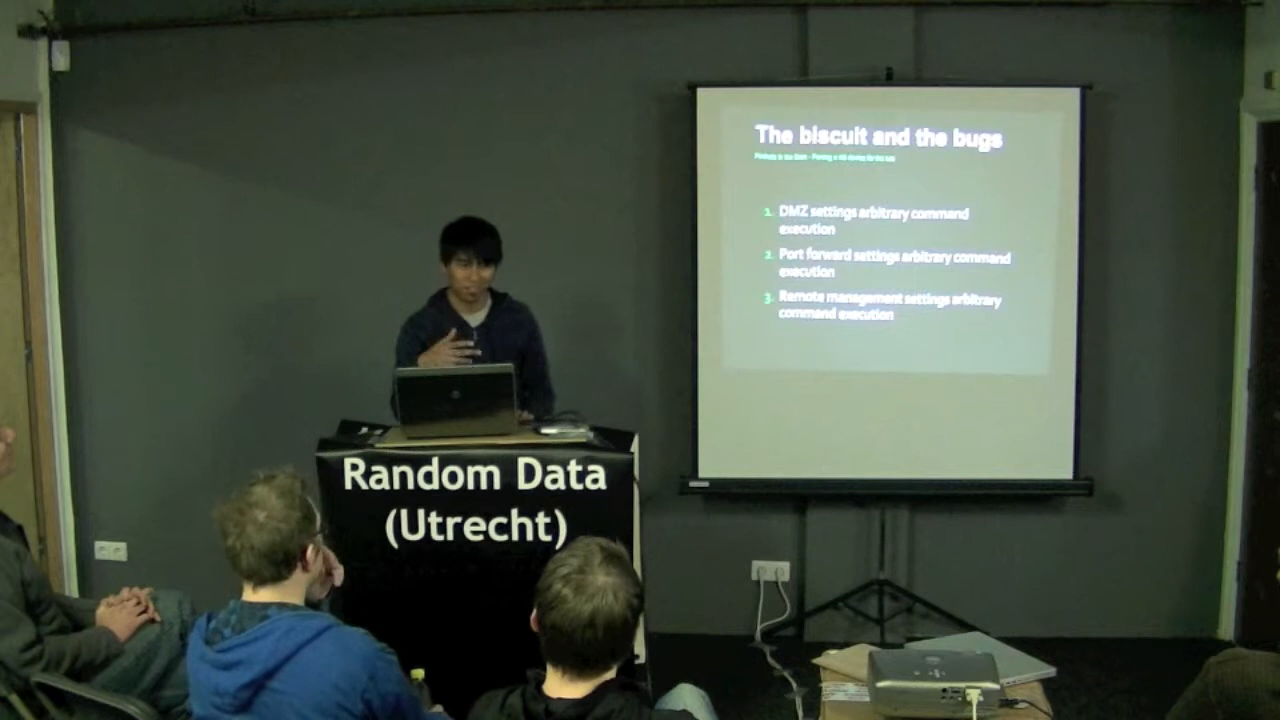 The biscuit and the bugs
1. DMZ settings arbitrary command
execution
2. Port forward settings arbitrary command
execution
3. Remote management settings arbitrary
command execution
Random Data
(Utrecht)